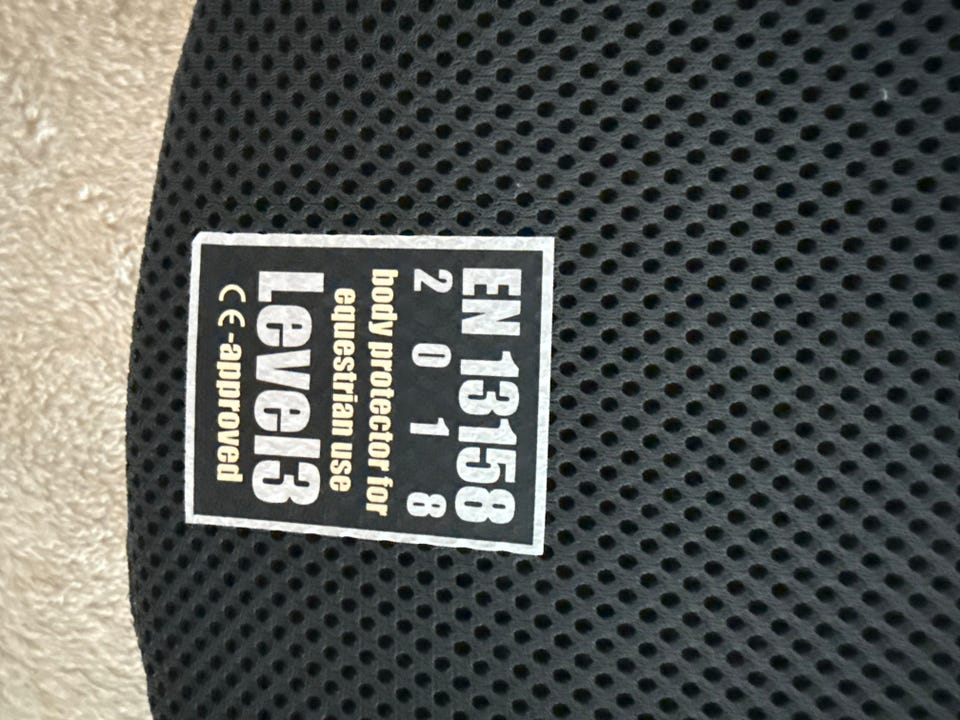 EN 13158
2 0 1 8
body protector for
equestrian use
Level3
CE-approved